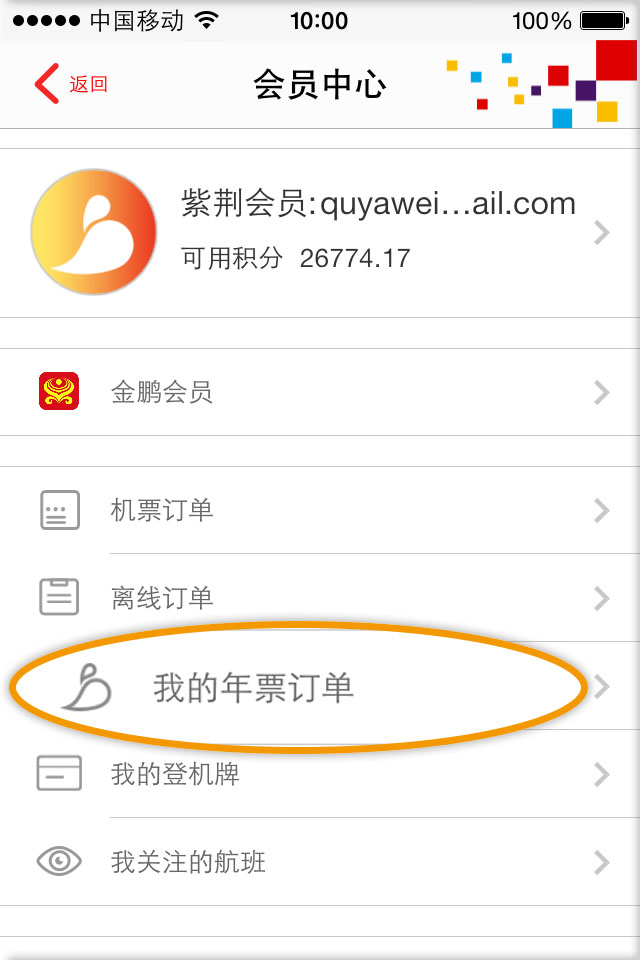 中国移动 10:00 100%
返回 会员中心
紫荆会员:quyawei...ail.com
可用积分 26774.17
金鹏会员
机票订单
离线订单
我的年票订单
我的登机牌
我关注的航班